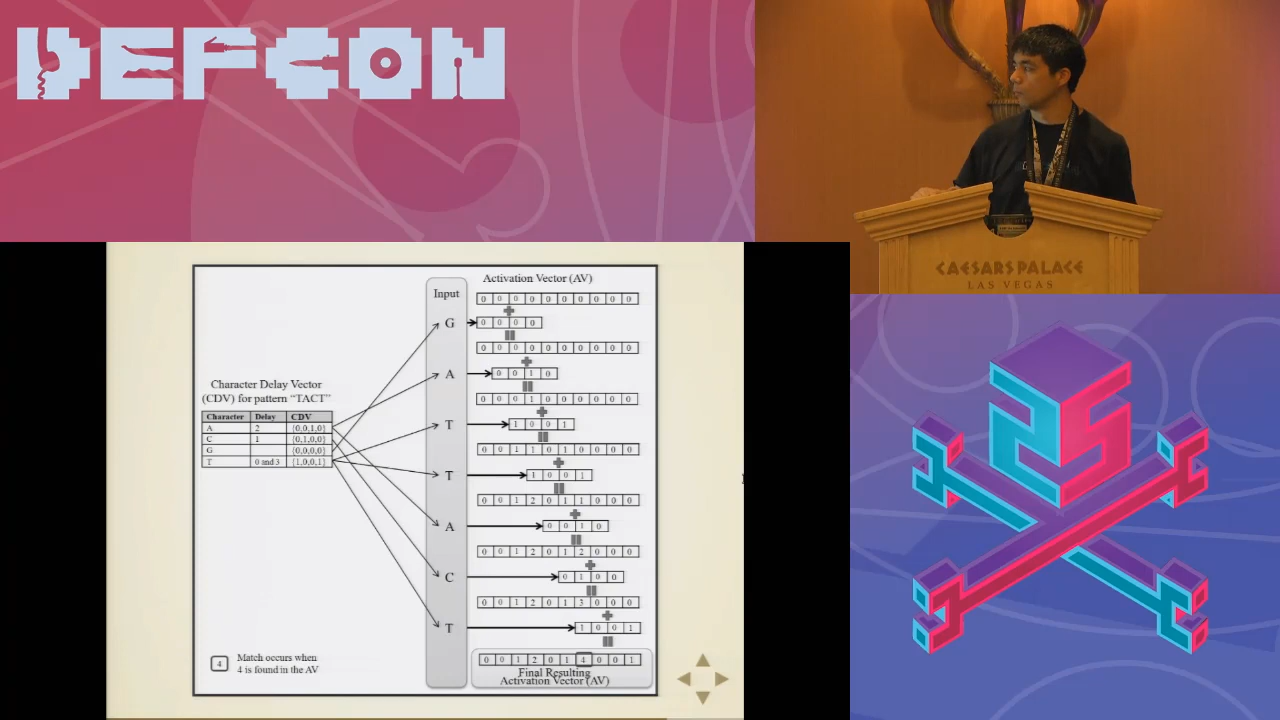 DEFCON
CAESARS PALACE
LAS VEGAS
Activation Vector (AV)
Input
0 0 0 0 0 0 0 0 0 0
G
0 0 0 0
0 0 0 0 0 0 0 0 0 0
A
0 0 1 0
0 0 0 1 0 0 0 0 0 0
T
1 0 0 1
0 0 1 1 0 1 0 0 0 0
T
1 0 0 1
0 0 1 2 0 1 1 0 0 0
A
0 0 1 0
0 0 1 2 0 1 2 0 0 0
C
0 1 0 0
0 0 1 2 0 1 3 0 0 0
T
1 0 0 1
0 0 1 2 0 1 4 0 0 1
Final Resulting
Activation Vector (AV)
Character Delay Vector
(CDV) for pattern “TACT”
Character Delay CDV
A 2 {0,0,1,0}
C 1 {0,1,0,0}
G {0,0,0,0}
T 0 and 3 {1,0,0,1}
4 Match occurs when
4 is found in the AV
25